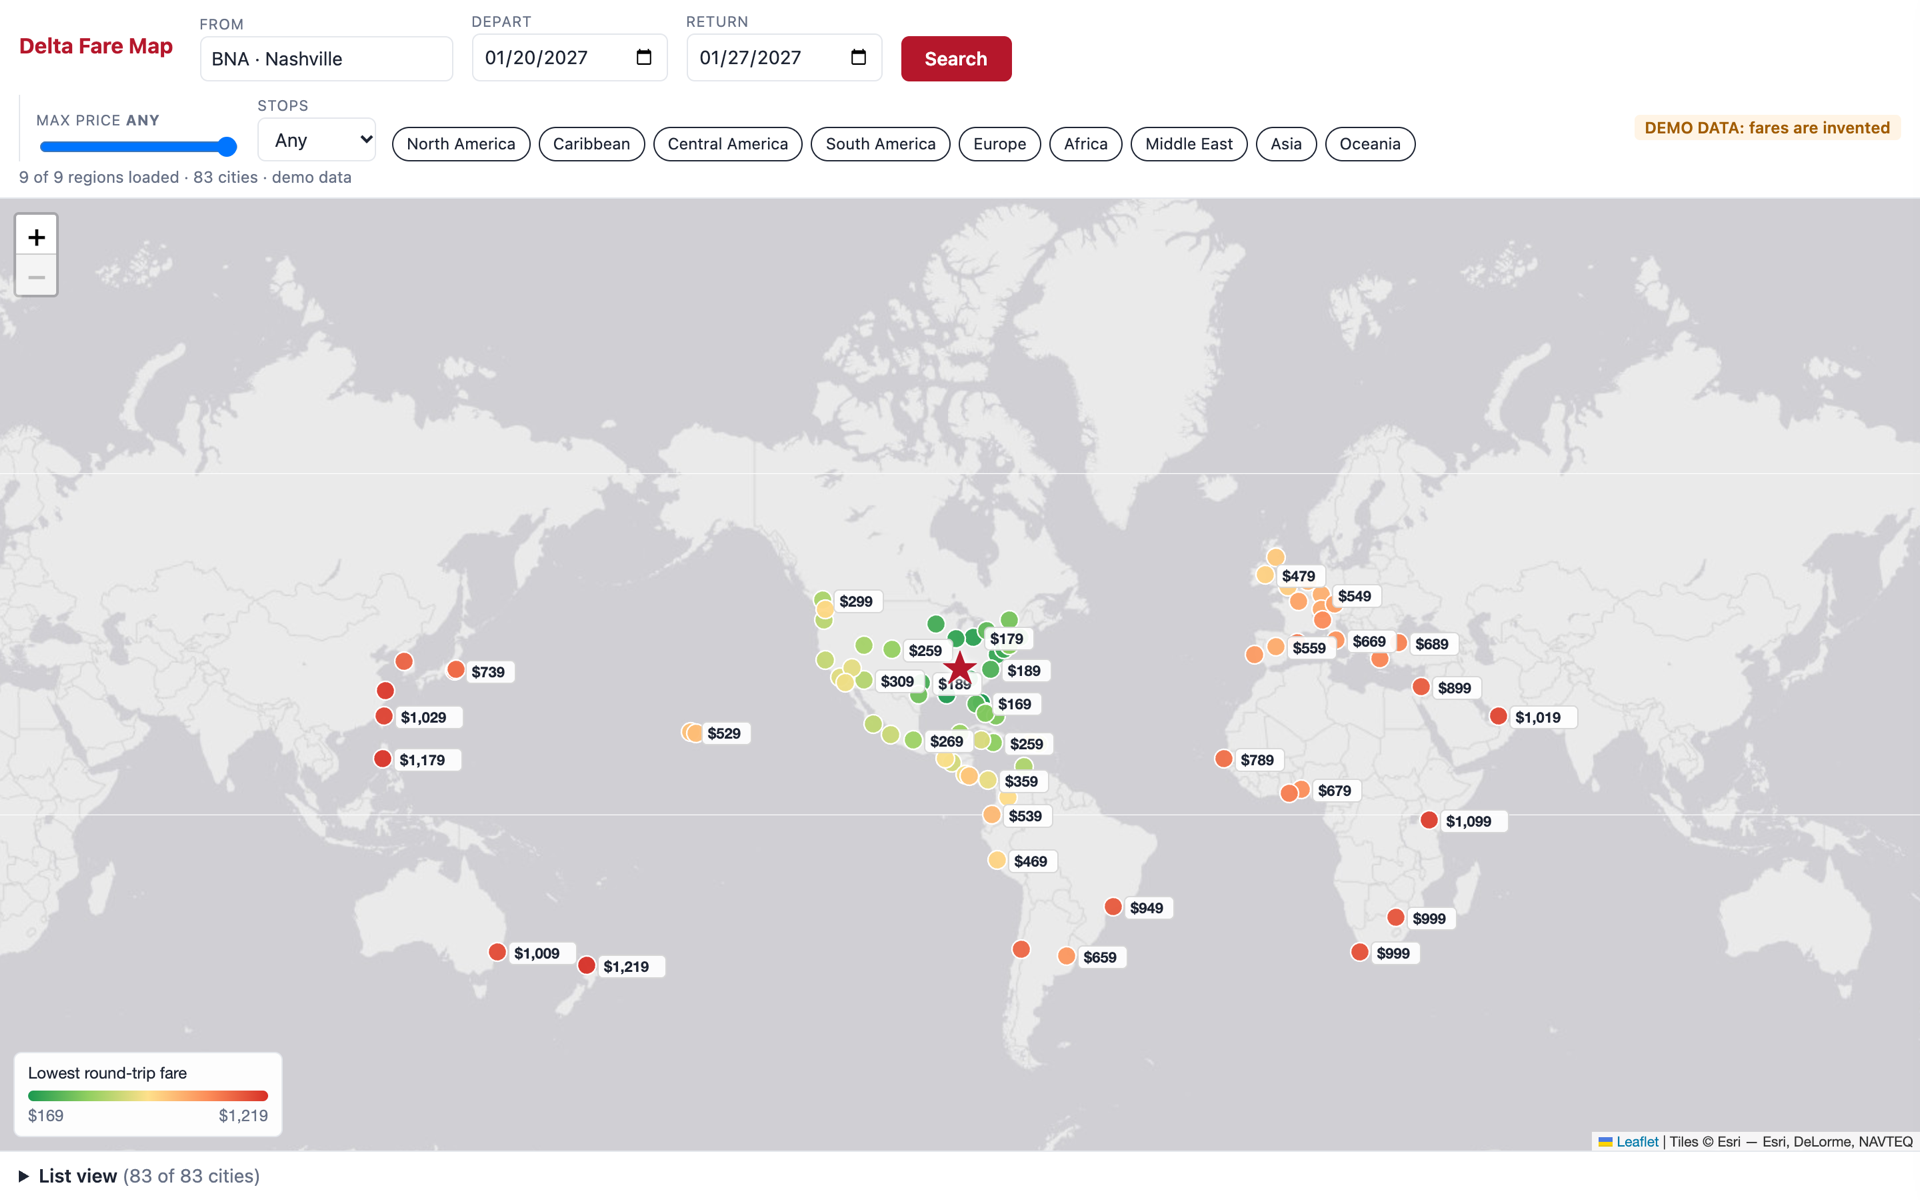 Delta Fare Map
FROM
BNA · Nashville
DEPART
01/20/2027
RETURN
01/27/2027
Search
MAX PRICE ANY
STOPS
Any
North America
Caribbean
Central America
South America
Europe
Africa
Middle East
Asia
Oceania
DEMO DATA: fares are invented
9 of 9 regions loaded · 83 cities · demo data
+
−
$479
$549
$299
$179
$559
$669
$689
$259
$739
$189
$309
$189
$899
$169
$1,029
$1,019
$529
$269
$259
$1,179
$789
$359
$679
$539
$1,099
$469
$949
$999
$1,009
$999
$659
$1,219
Lowest round-trip fare
$169
$1,219
Leaflet | Tiles © Esri — Esri, DeLorme, NAVTEQ
List view (83 of 83 cities)